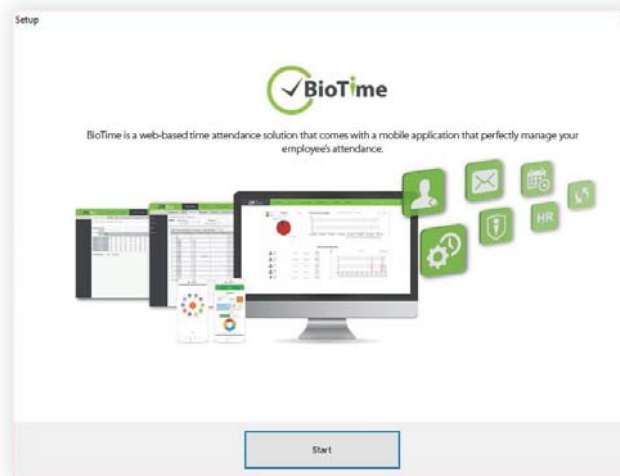 Setup
BioTime
BioTime is a web-based time attendance solution that comes with a mobile application that perfectly manage your
employee's attendance.
HR
Start